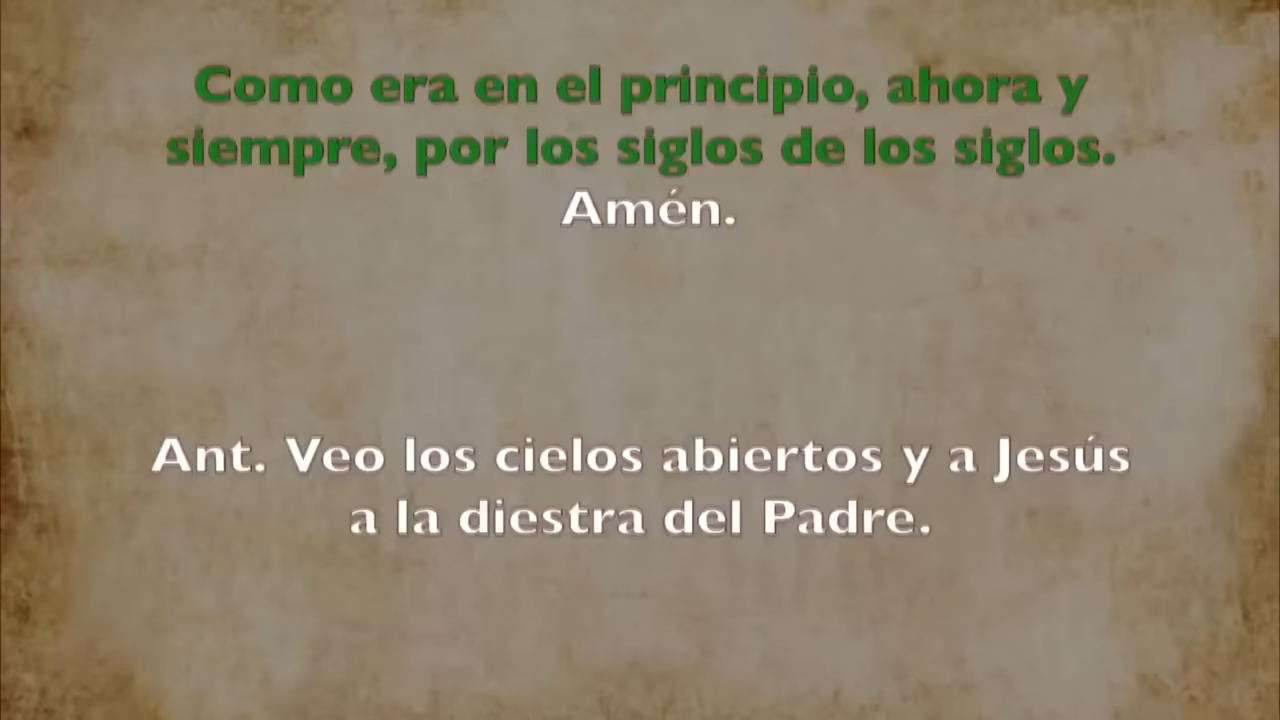 Como era en el principio, ahora y
siempre, por los siglos de los siglos.
Amén.
Ant. Veo los cielos abiertos y a Jesús
a la diestra del Padre.